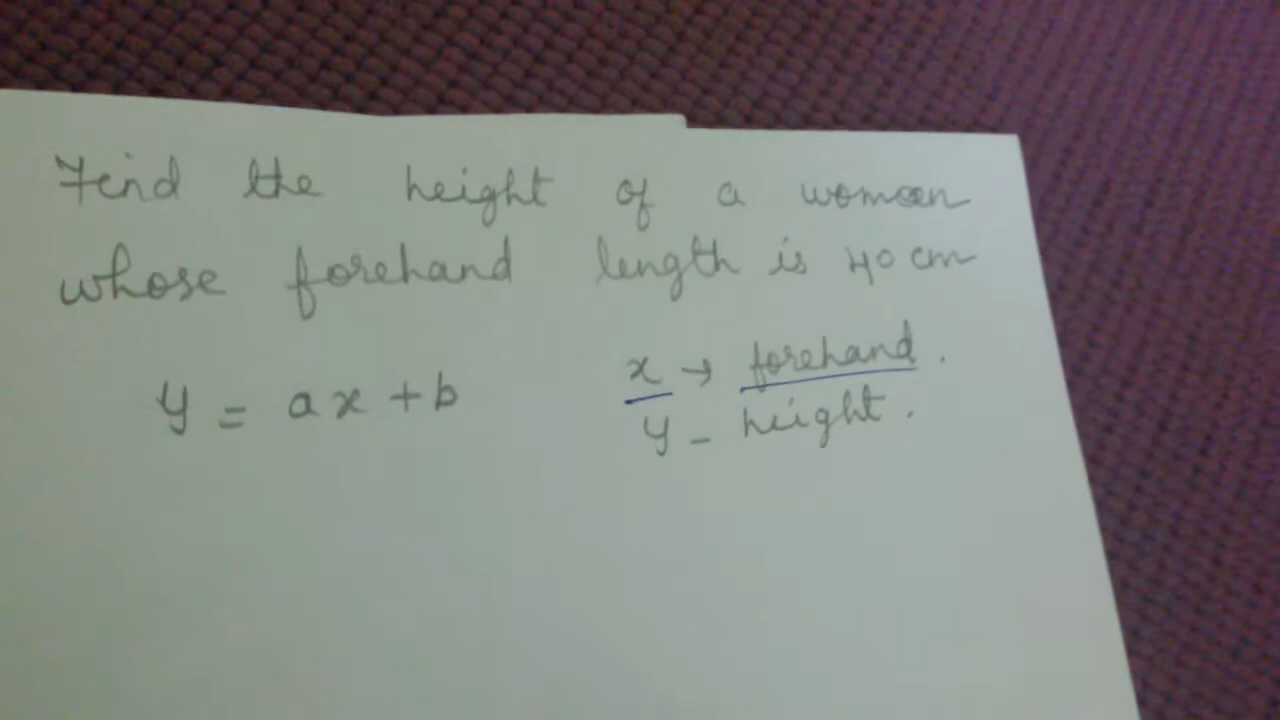 Find the height of a woman
whose forehand length is 40 cm
y = ax + b
x → forehand.
y - height.